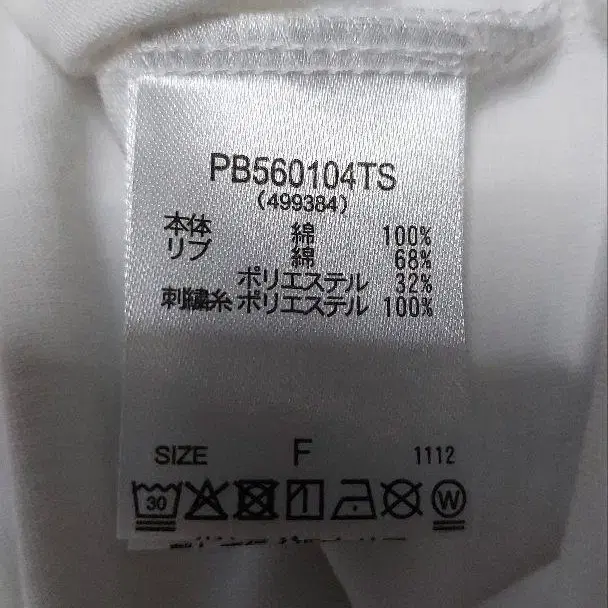 PB560104TS
(499384)
本体 綿 100%
リブ 綿 68%
ポリエステル 32%
刺繍糸 ポリエステル 100%
SIZE F 1112
30 W